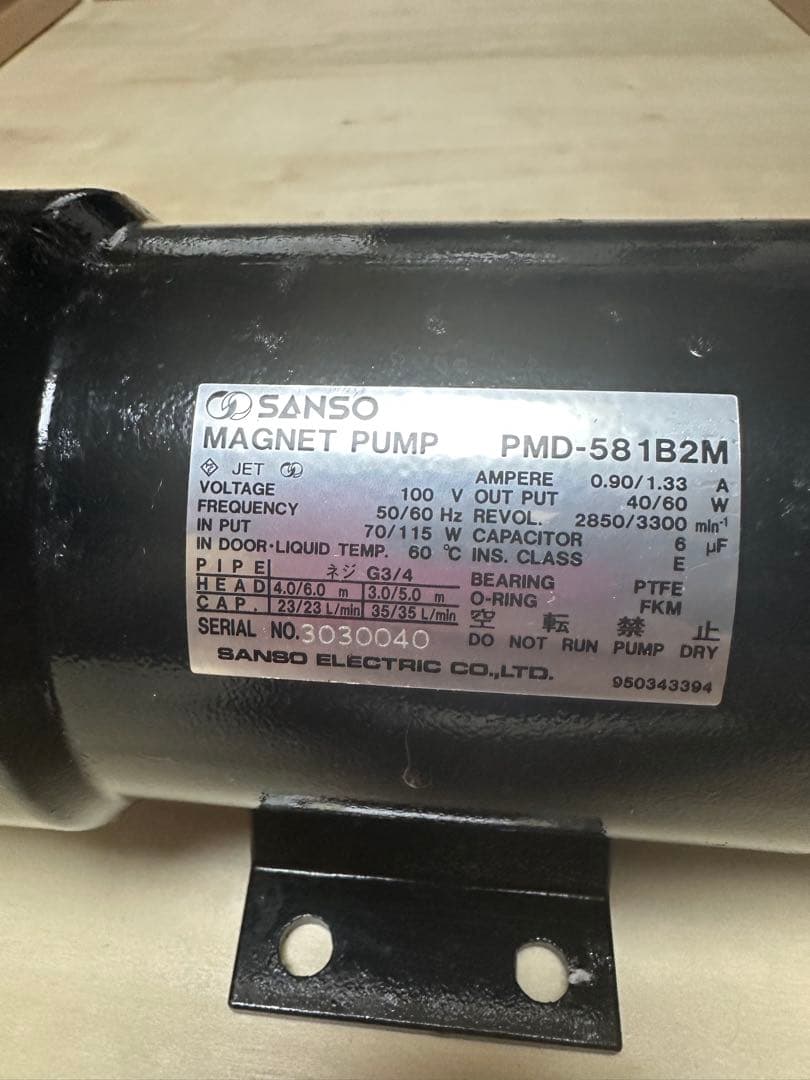 SANSO
MAGNET PUMP PMD-581B2M
JET
VOLTAGE 100 V
FREQUENCY 50/60 Hz
IN PUT 70/115 W
IN DOOR·LIQUID TEMP. 60 ℃
AMPERE 0.90/1.33 A
OUT PUT 40/60 W
REVOL. 2850/3300 min⁻¹
CAPACITOR 6 μF
INS. CLASS E
PIPE ネジ G3/4
HEAD 4.0/6.0 m 3.0/5.0 m
CAP. 23/23 L/min 35/35 L/min
BEARING PTFE
O-RING FKM
空転禁止
SERIAL NO.3030040
DO NOT RUN PUMP DRY
SANSO ELECTRIC CO.,LTD.
950343394